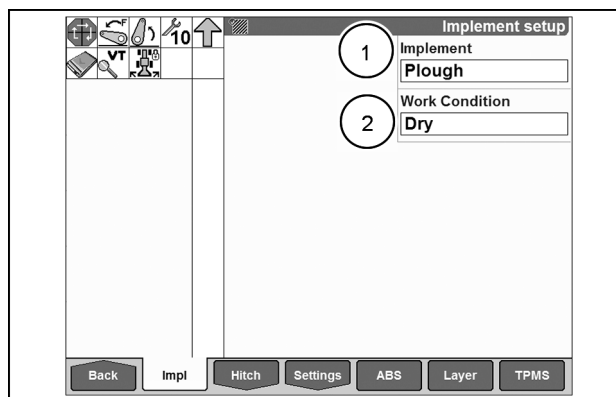 F
10
VT
Implement setup
1
Implement
Plough
2
Work Condition
Dry
Back
Impl
Hitch
Settings
ABS
Layer
TPMS